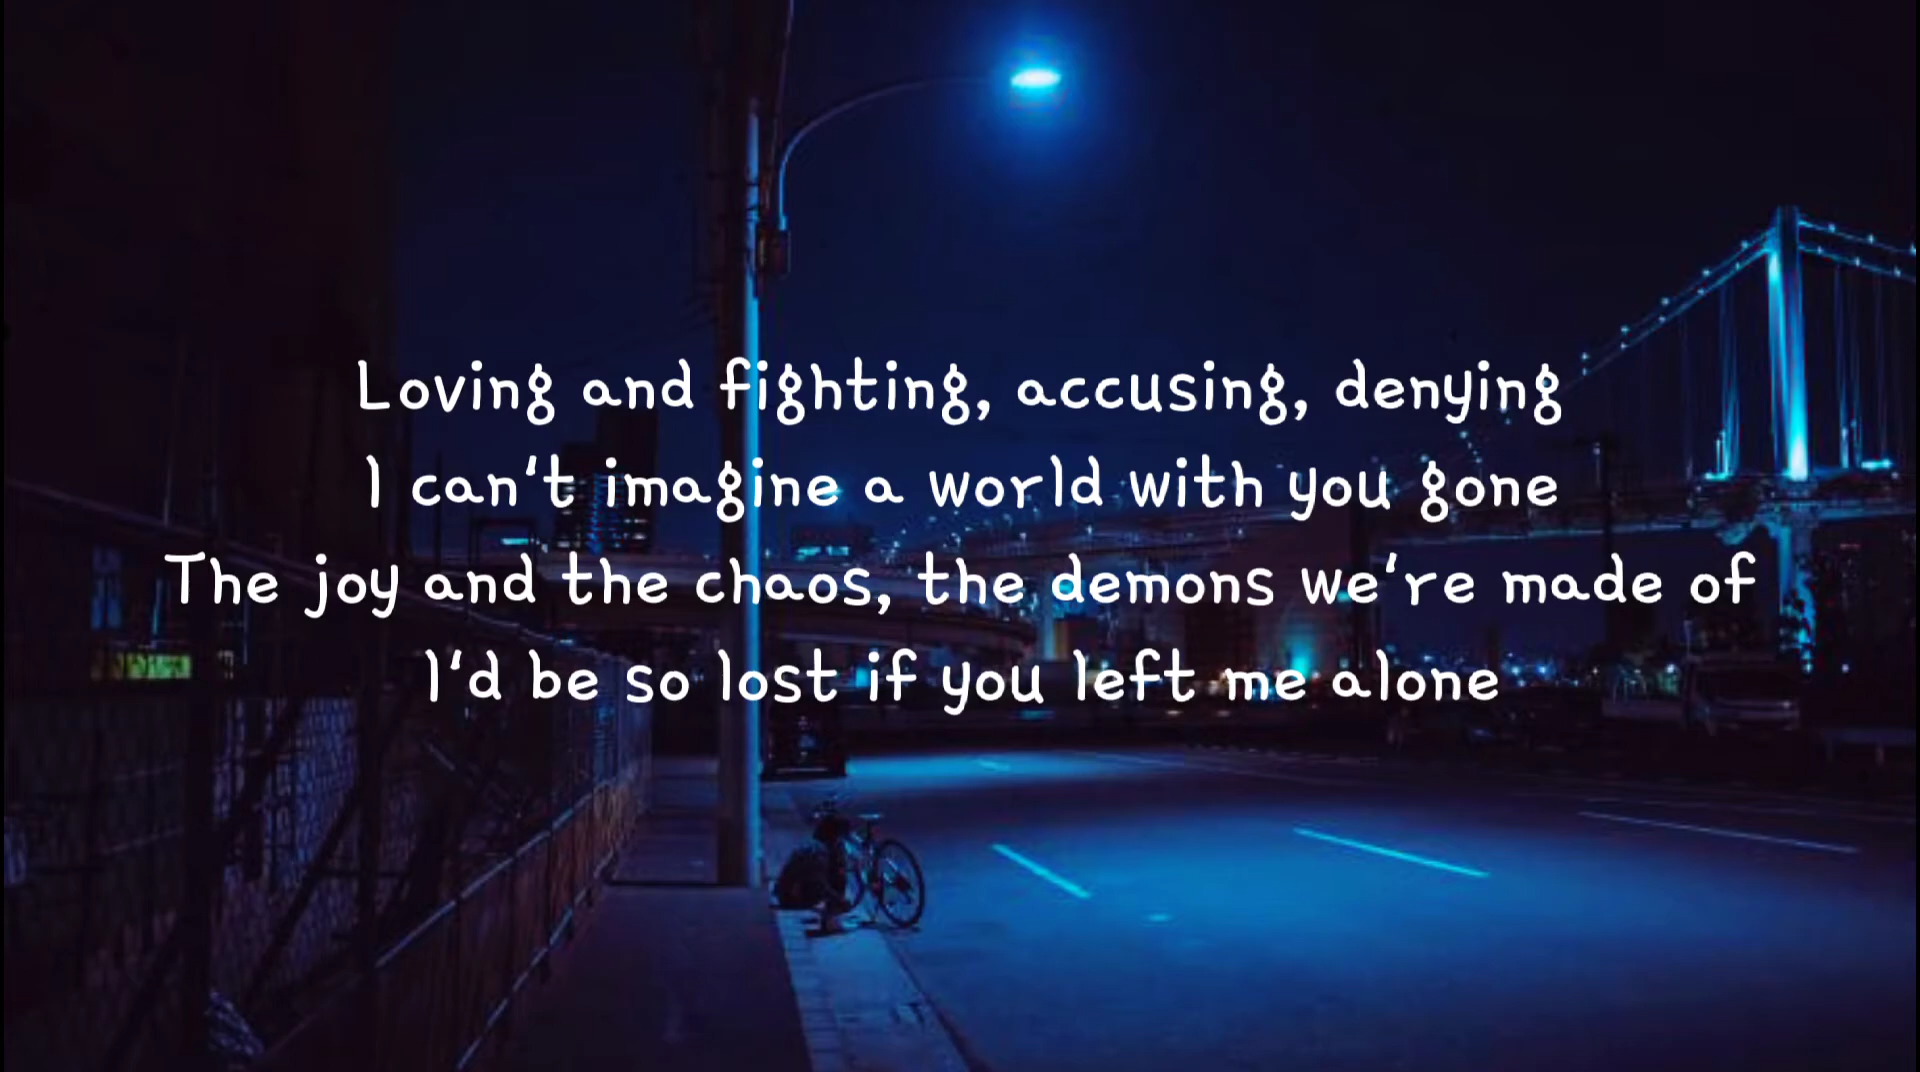 Loving and fighting, accusing, denying
I can't imagine a world with you gone
The joy and the chaos, the demons we're made of
I'd be so lost if you left me alone